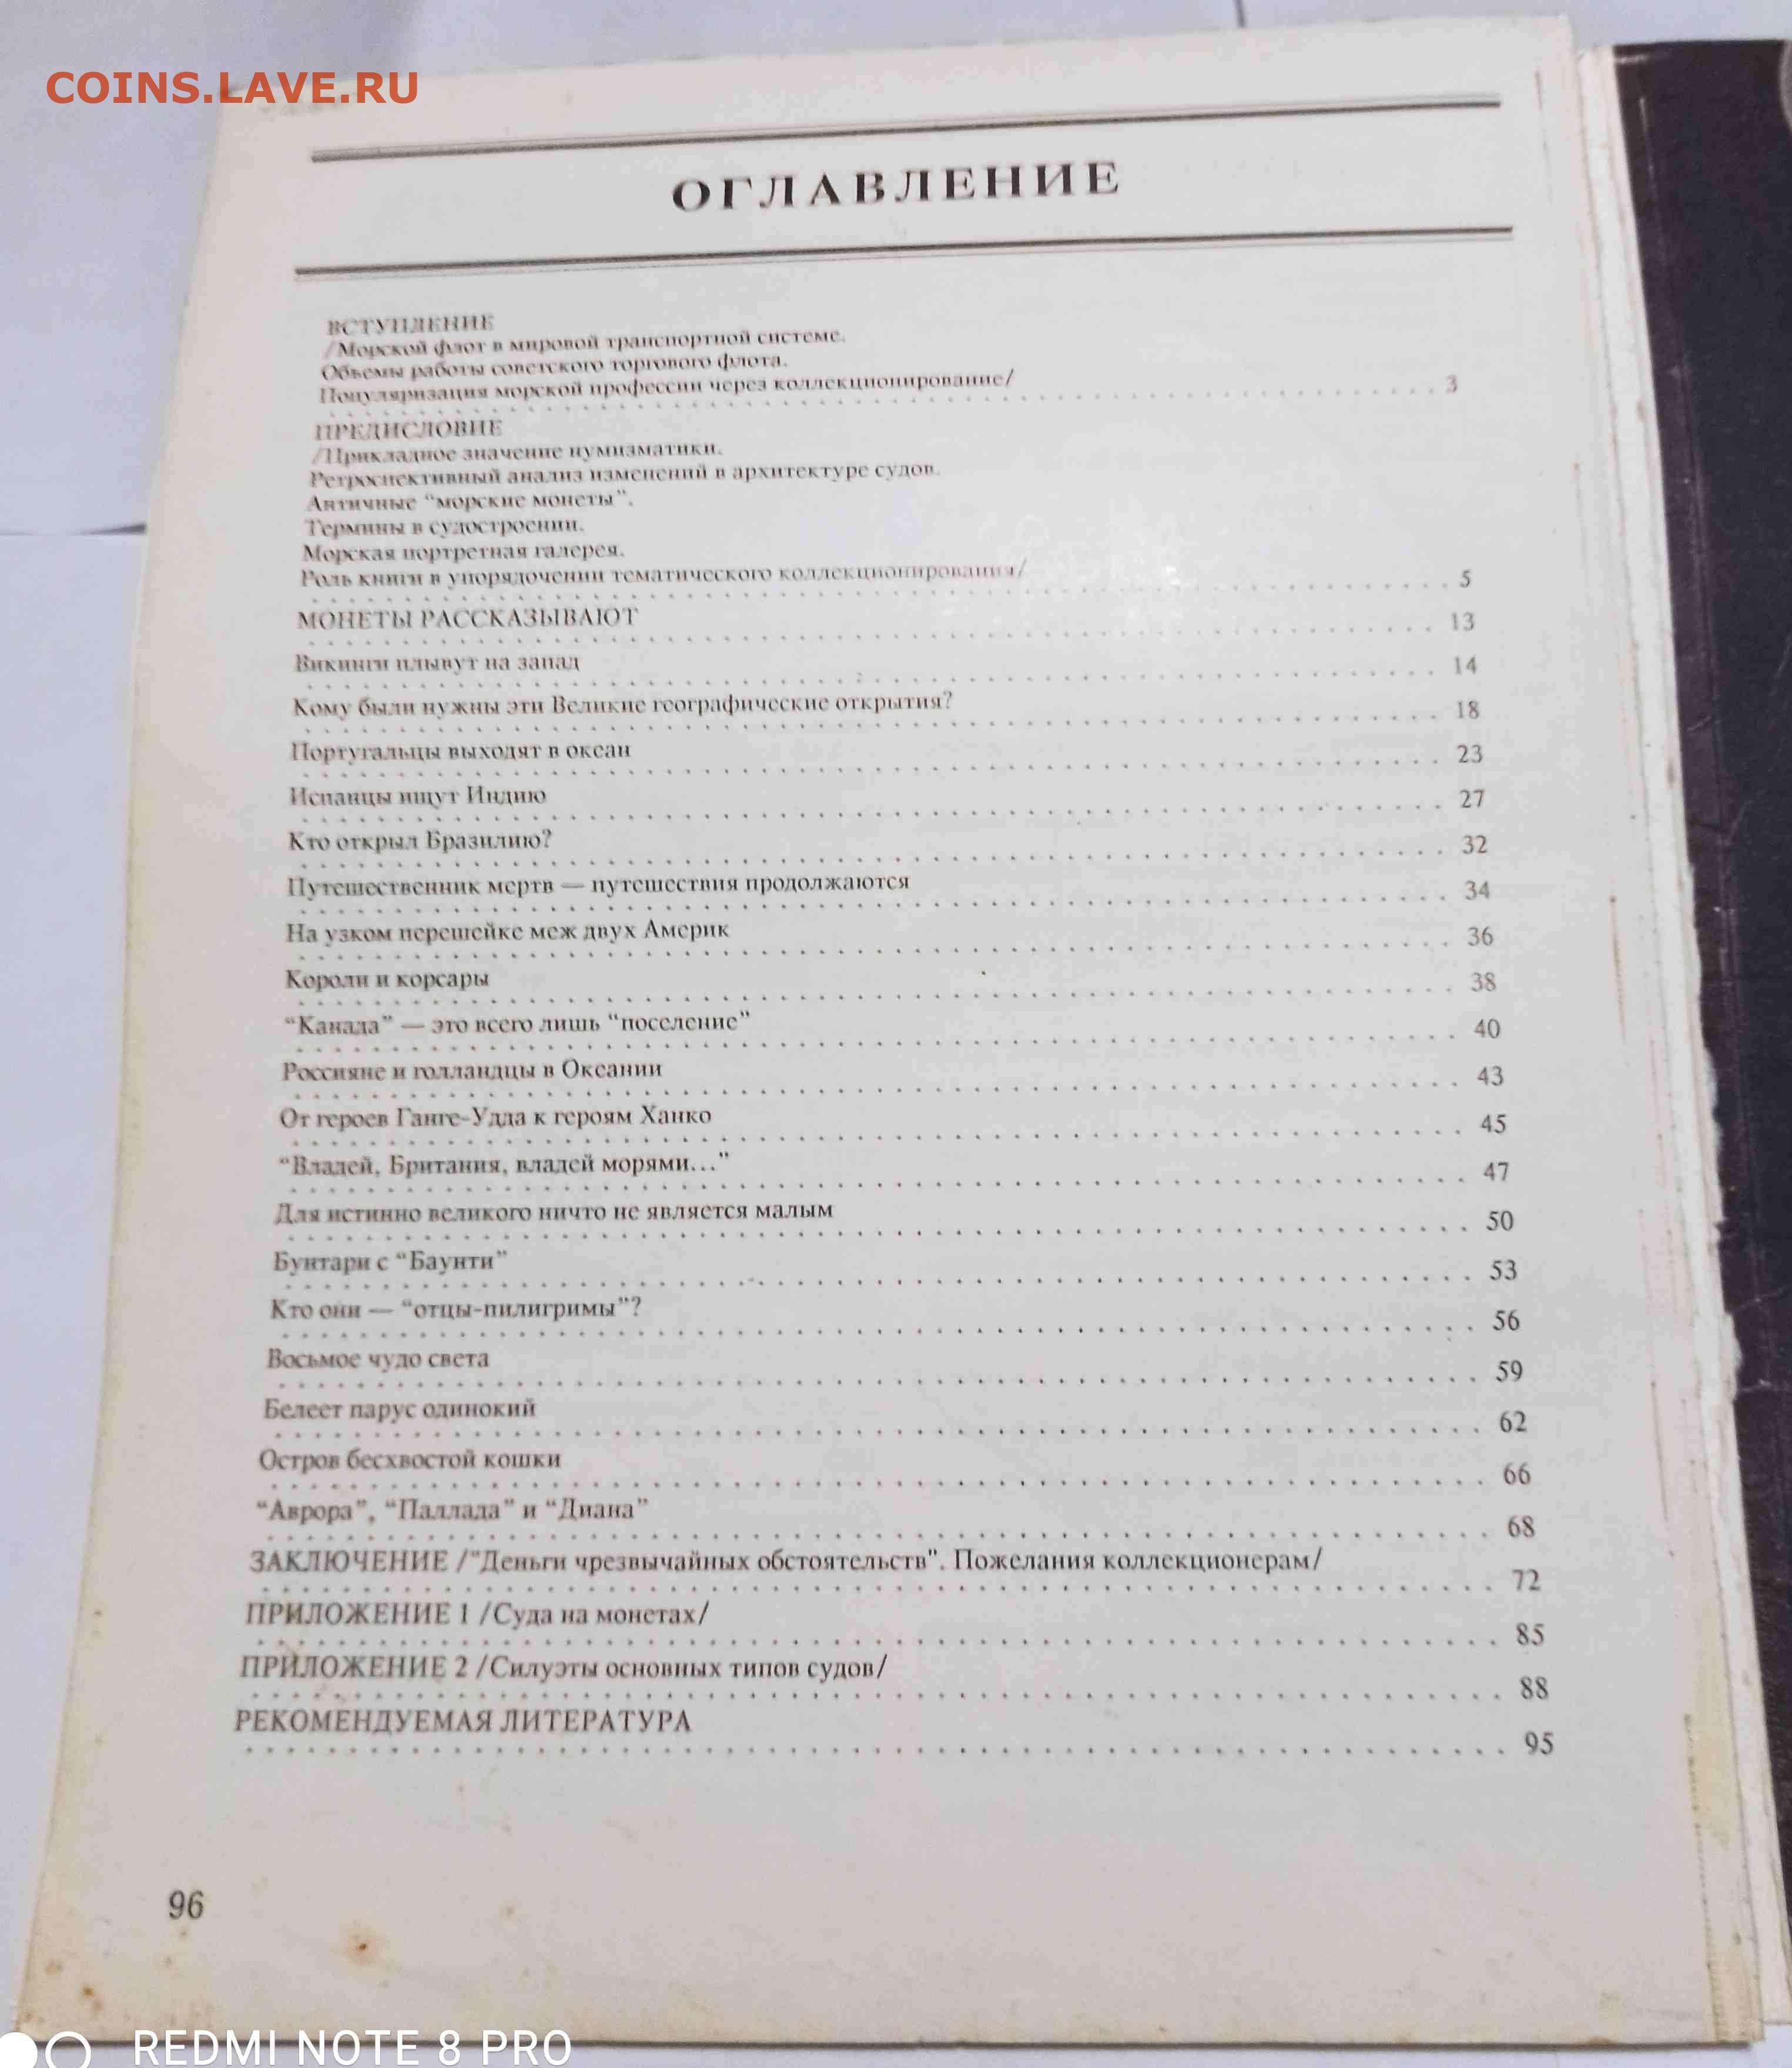 COINS.LAVE.RU
ОГЛАВЛЕНИЕ
ВСТУПЛЕНИЕ
/Морской флот в мировой транспортной системе.
Объемы работы советского торгового флота.
Популяризация морской профессии через коллекционирование/ 3
ПРЕДИСЛОВИЕ
/Прикладное значение нумизматики.
Ретроспективный анализ изменений в архитектуре судов.
Античные “морские монеты”.
Термины в судостроении.
Морская портретная галерея.
Роль книги в упорядочении тематического коллекционирования/ 5
МОНЕТЫ РАССКАЗЫВАЮТ 13
Викинги плывут на запад 14
Кому были нужны эти Великие географические открытия? 18
Португальцы выходят в океан 23
Испанцы ищут Индию 27
Кто открыл Бразилию? 32
Путешественник мертв — путешествия продолжаются 34
На узком перешейке меж двух Америк 36
Короли и корсары 38
“Канада” — это всего лишь “поселение” 40
Россияне и голландцы в Океании 43
От героев Ганге-Удда к героям Ханко 45
“Владей, Британия, владей морями...” 47
Для истинно великого ничто не является малым 50
Бунтари с “Баунти” 53
Кто они — “отцы-пилигримы”? 56
Восьмое чудо света 59
Белеет парус одинокий 62
Остров бесхвостой кошки 66
“Аврора”, “Паллада” и “Диана” 68
ЗАКЛЮЧЕНИЕ /"Деньги чрезвычайных обстоятельств". Пожелания коллекционерам/ 72
ПРИЛОЖЕНИЕ 1 /Суда на монетах/ 85
ПРИЛОЖЕНИЕ 2 /Силуэты основных типов судов/ 88
РЕКОМЕНДУЕМАЯ ЛИТЕРАТУРА 95
96
REDMI NOTE 8 PRO